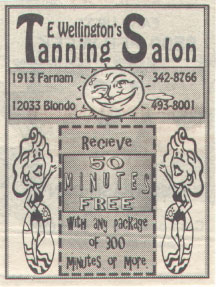 E. Wellington's
Tanning Salon
1913 Farnam 342-8766
12033 Blondo 493-8001
Recieve
50
MINUTES
FREE
With any package
of 300
Minutes or More